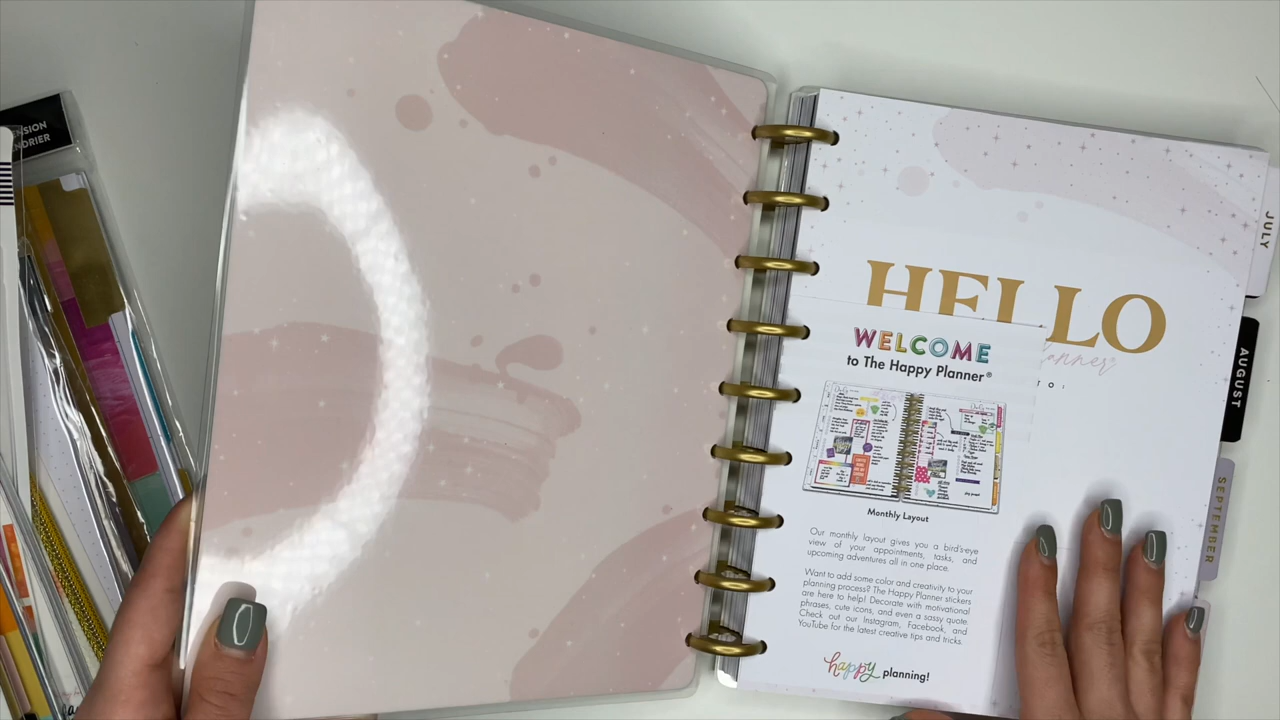 ENSION
NDRIER
HELLO
planner
O :
WELCOME
to The Happy Planner®
Monthly Layout
Our monthly layout gives you a bird's-eye
view of your appointments, tasks, and
upcoming adventures all in one place.
Want to add some color and creativity to your
planning process? The Happy Planner stickers
are here to help! Decorate with motivational
phrases, cute icons, and even a sassy quote.
Check out our Instagram, Facebook, and
YouTube for the latest creative tips and tricks.
happy planning!
JULY
AUGUST
SEPTEMBER